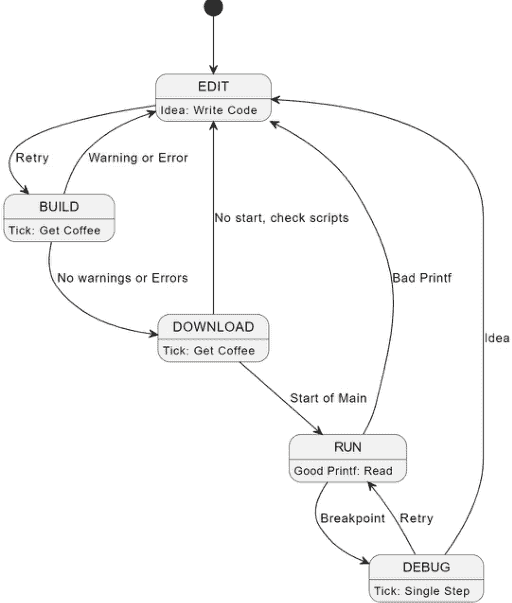 EDIT
Idea: Write Code
Retry
Warning or Error
BUILD
Tick: Get Coffee
No start, check scripts
No warnings or Errors
Bad Printf
DOWNLOAD
Tick: Get Coffee
Idea
Start of Main
RUN
Good Printf: Read
Breakpoint
Retry
DEBUG
Tick: Single Step